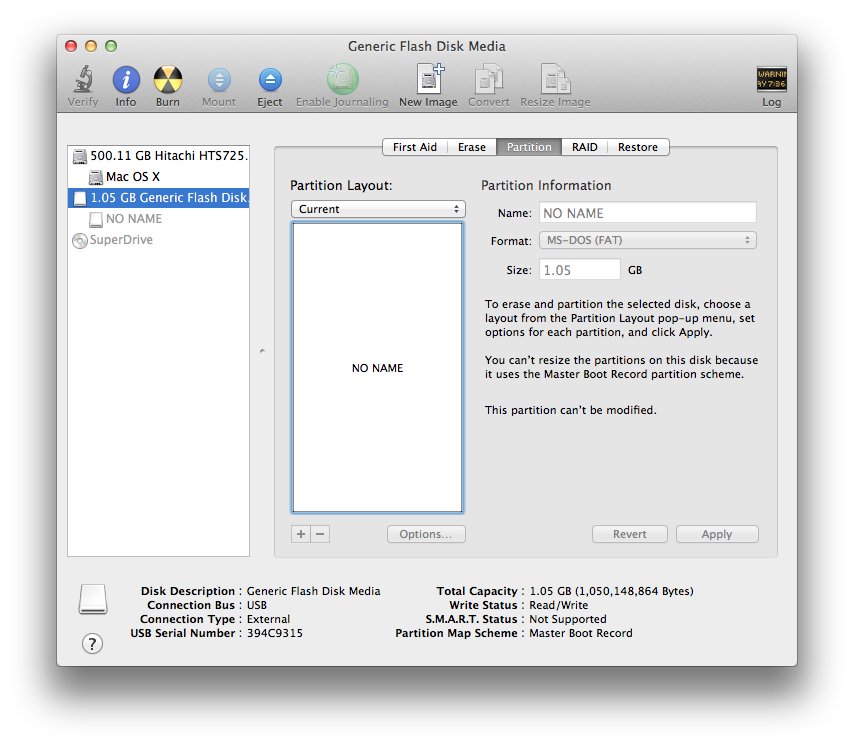 Generic Flash Disk Media
Verify Info Burn Mount Eject Enable Journaling New Image Convert Resize Image Log
WARNIN
AY 7:36
500.11 GB Hitachi HTS725.
Mac OS X
1.05 GB Generic Flash Disk.
NO NAME
SuperDrive
First Aid Erase Partition RAID Restore
Partition Layout:
Current
NO NAME
Options...
Partition Information
Name: NO NAME
Format: MS-DOS (FAT)
Size: 1.05 GB
To erase and partition the selected disk, choose a
layout from the Partition Layout pop-up menu, set
options for each partition, and click Apply.
You can't resize the partitions on this disk because
it uses the Master Boot Record partition scheme.
This partition can't be modified.
Revert Apply
Disk Description : Generic Flash Disk Media
Connection Bus : USB
Connection Type : External
USB Serial Number : 394C9315
Total Capacity : 1.05 GB (1,050,148,864 Bytes)
Write Status : Read/Write
S.M.A.R.T. Status : Not Supported
Partition Map Scheme : Master Boot Record
?